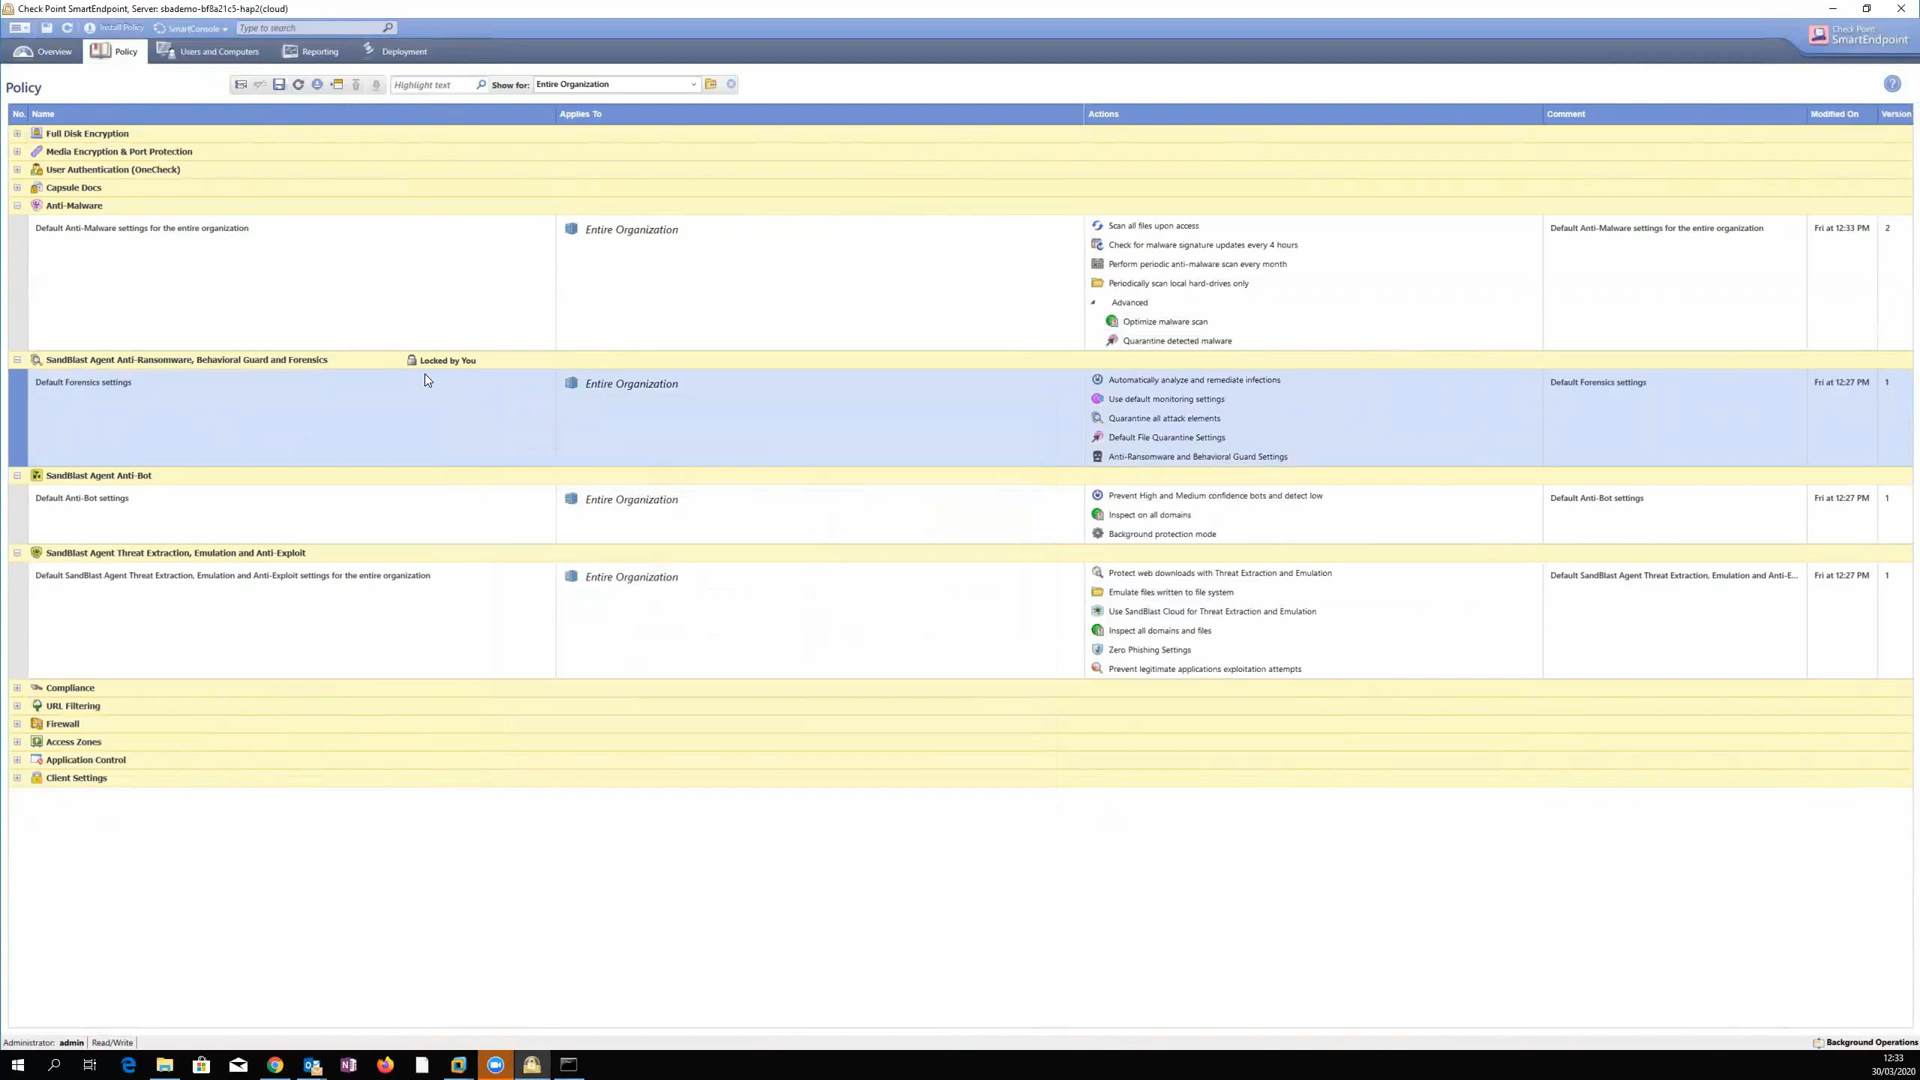 Check Point SmartEndpoint, Server: sbademo-bf8a21c5-hap2(cloud)
Install Policy SmartConsole Type to search
Check Point SmartEndpoint
Overview Policy Users and Computers Reporting Deployment
Policy Highlight text Show for: Entire Organization
No. Name Applies To Actions Comment Modified On Version
Full Disk Encryption
Media Encryption & Port Protection
User Authentication (OneCheck)
Capsule Docs
Anti-Malware
Default Anti-Malware settings for the entire organization Entire Organization Scan all files upon access Default Anti-Malware settings for the entire organization Fri at 12:33 PM 2
Check for malware signature updates every 4 hours
Perform periodic anti-malware scan every month
Periodically scan local hard-drives only
Advanced
Optimize malware scan
Quarantine detected malware
SandBlast Agent Anti-Ransomware, Behavioral Guard and Forensics Locked by You
Default Forensics settings Entire Organization Automatically analyze and remediate infections Default Forensics settings Fri at 12:27 PM 1
Use default monitoring settings
Quarantine all attack elements
Default File Quarantine Settings
Anti-Ransomware and Behavioral Guard Settings
SandBlast Agent Anti-Bot
Default Anti-Bot settings Entire Organization Prevent High and Medium confidence bots and detect low Default Anti-Bot settings Fri at 12:27 PM 1
Inspect on all domains
Background protection mode
SandBlast Agent Threat Extraction, Emulation and Anti-Exploit
Default SandBlast Agent Threat Extraction, Emulation and Anti-Exploit settings for the entire organization Entire Organization Protect web downloads with Threat Extraction and Emulation Default SandBlast Agent Threat Extraction, Emulation and Anti-E... Fri at 12:27 PM 1
Emulate files written to file system
Use SandBlast Cloud for Threat Extraction and Emulation
Inspect all domains and files
Zero Phishing Settings
Prevent legitimate applications exploitation attempts
Compliance
URL Filtering
Firewall
Access Zones
Application Control
Client Settings
Administrator: admin Read/Write Background Operations
12:33
30/03/2020